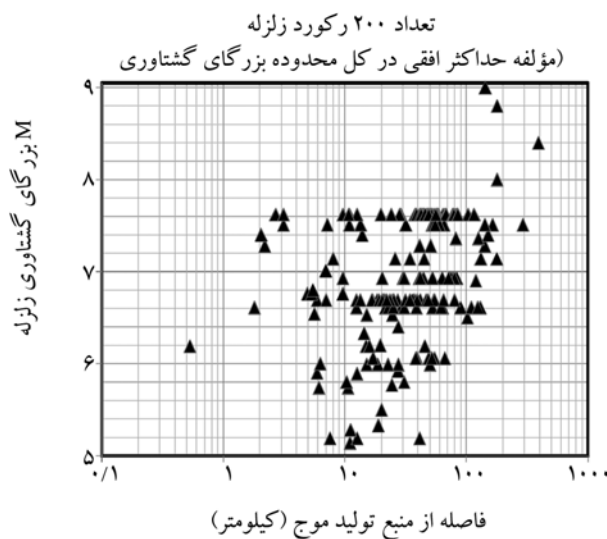 تعداد ۲۰۰ رکورد زلزله
(مؤلفه حداکثر افقی در کل محدوده بزرگای گشتاوری)
بزرگای گشتاوری زلزله M
۹
۸
۷
۶
۵
۰/۱
۱
۱۰
۱۰۰
۱۰۰۰
فاصله از منبع تولید موج (کیلومتر)